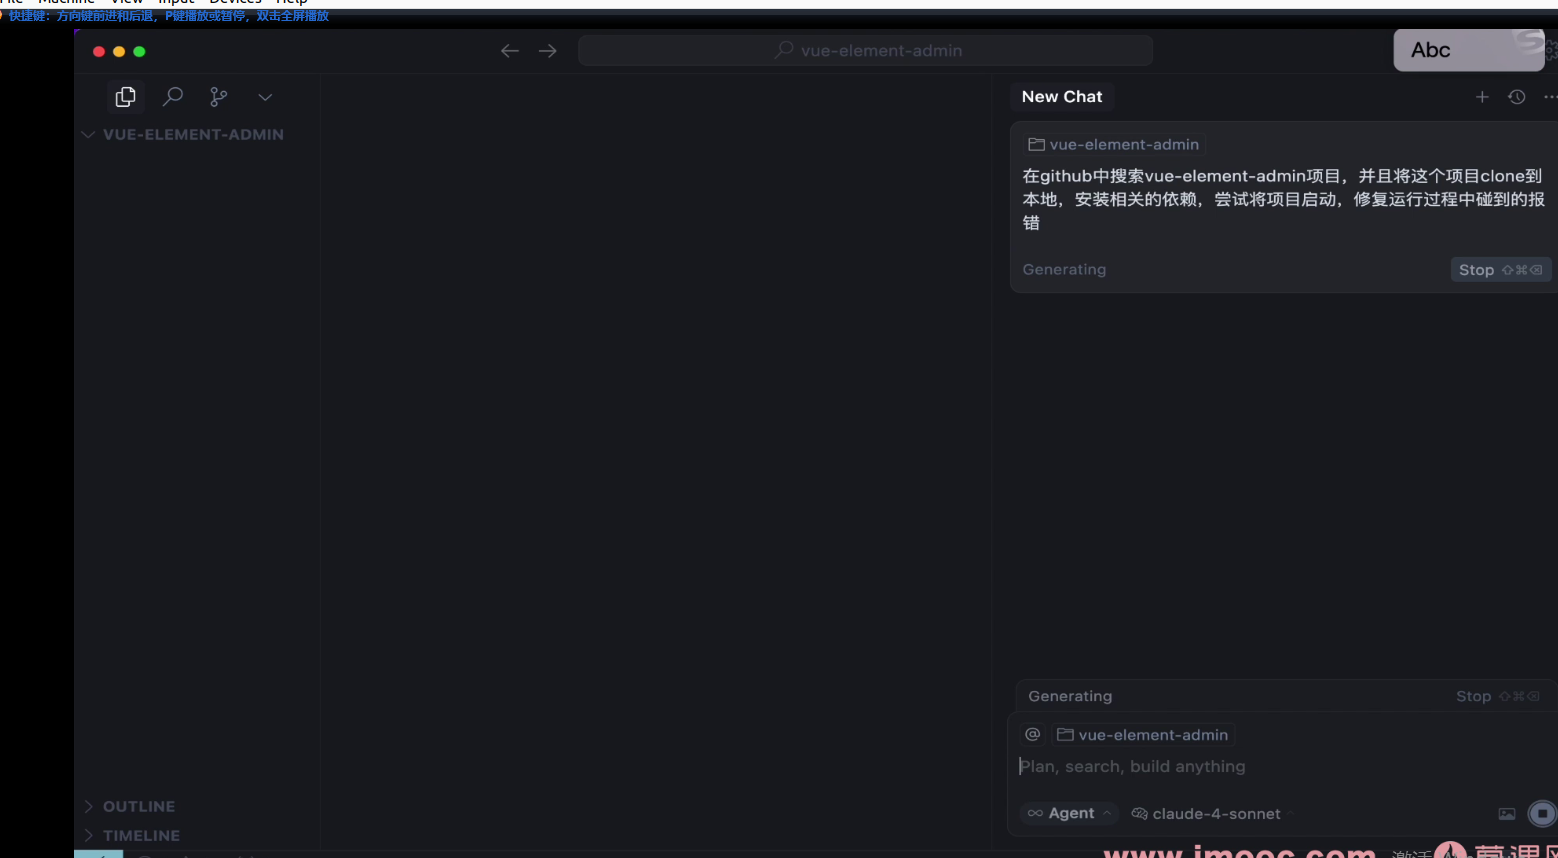 File Machine View Input Devices Help
快捷键：方向键前进和后退，P键播放或暂停，双击全屏播放
vue-element-admin
Abc
New Chat
VUE-ELEMENT-ADMIN
vue-element-admin
在github中搜索vue-element-admin项目，并且将这个项目clone到
本地，安装相关的依赖，尝试将项目启动，修复运行过程中碰到的报
错
Generating
Stop ⇧⌘⌫
Generating
Stop ⇧⌘⌫
@ vue-element-admin
Plan, search, build anything
OUTLINE
∞ Agent
claude-4-sonnet
TIMELINE
www.imooc.com